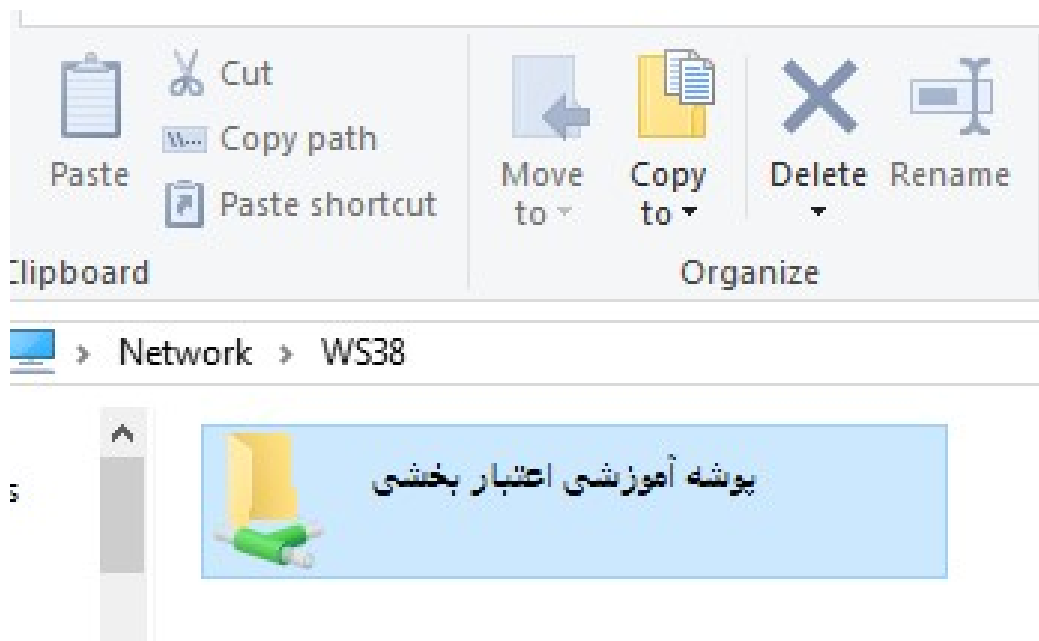 Cut
Copy path
Paste shortcut
Paste
Move to
Copy to
Delete
Rename
Clipboard
Organize
Network > WS38
پوشه آموزشی اعتبار بخشی
s